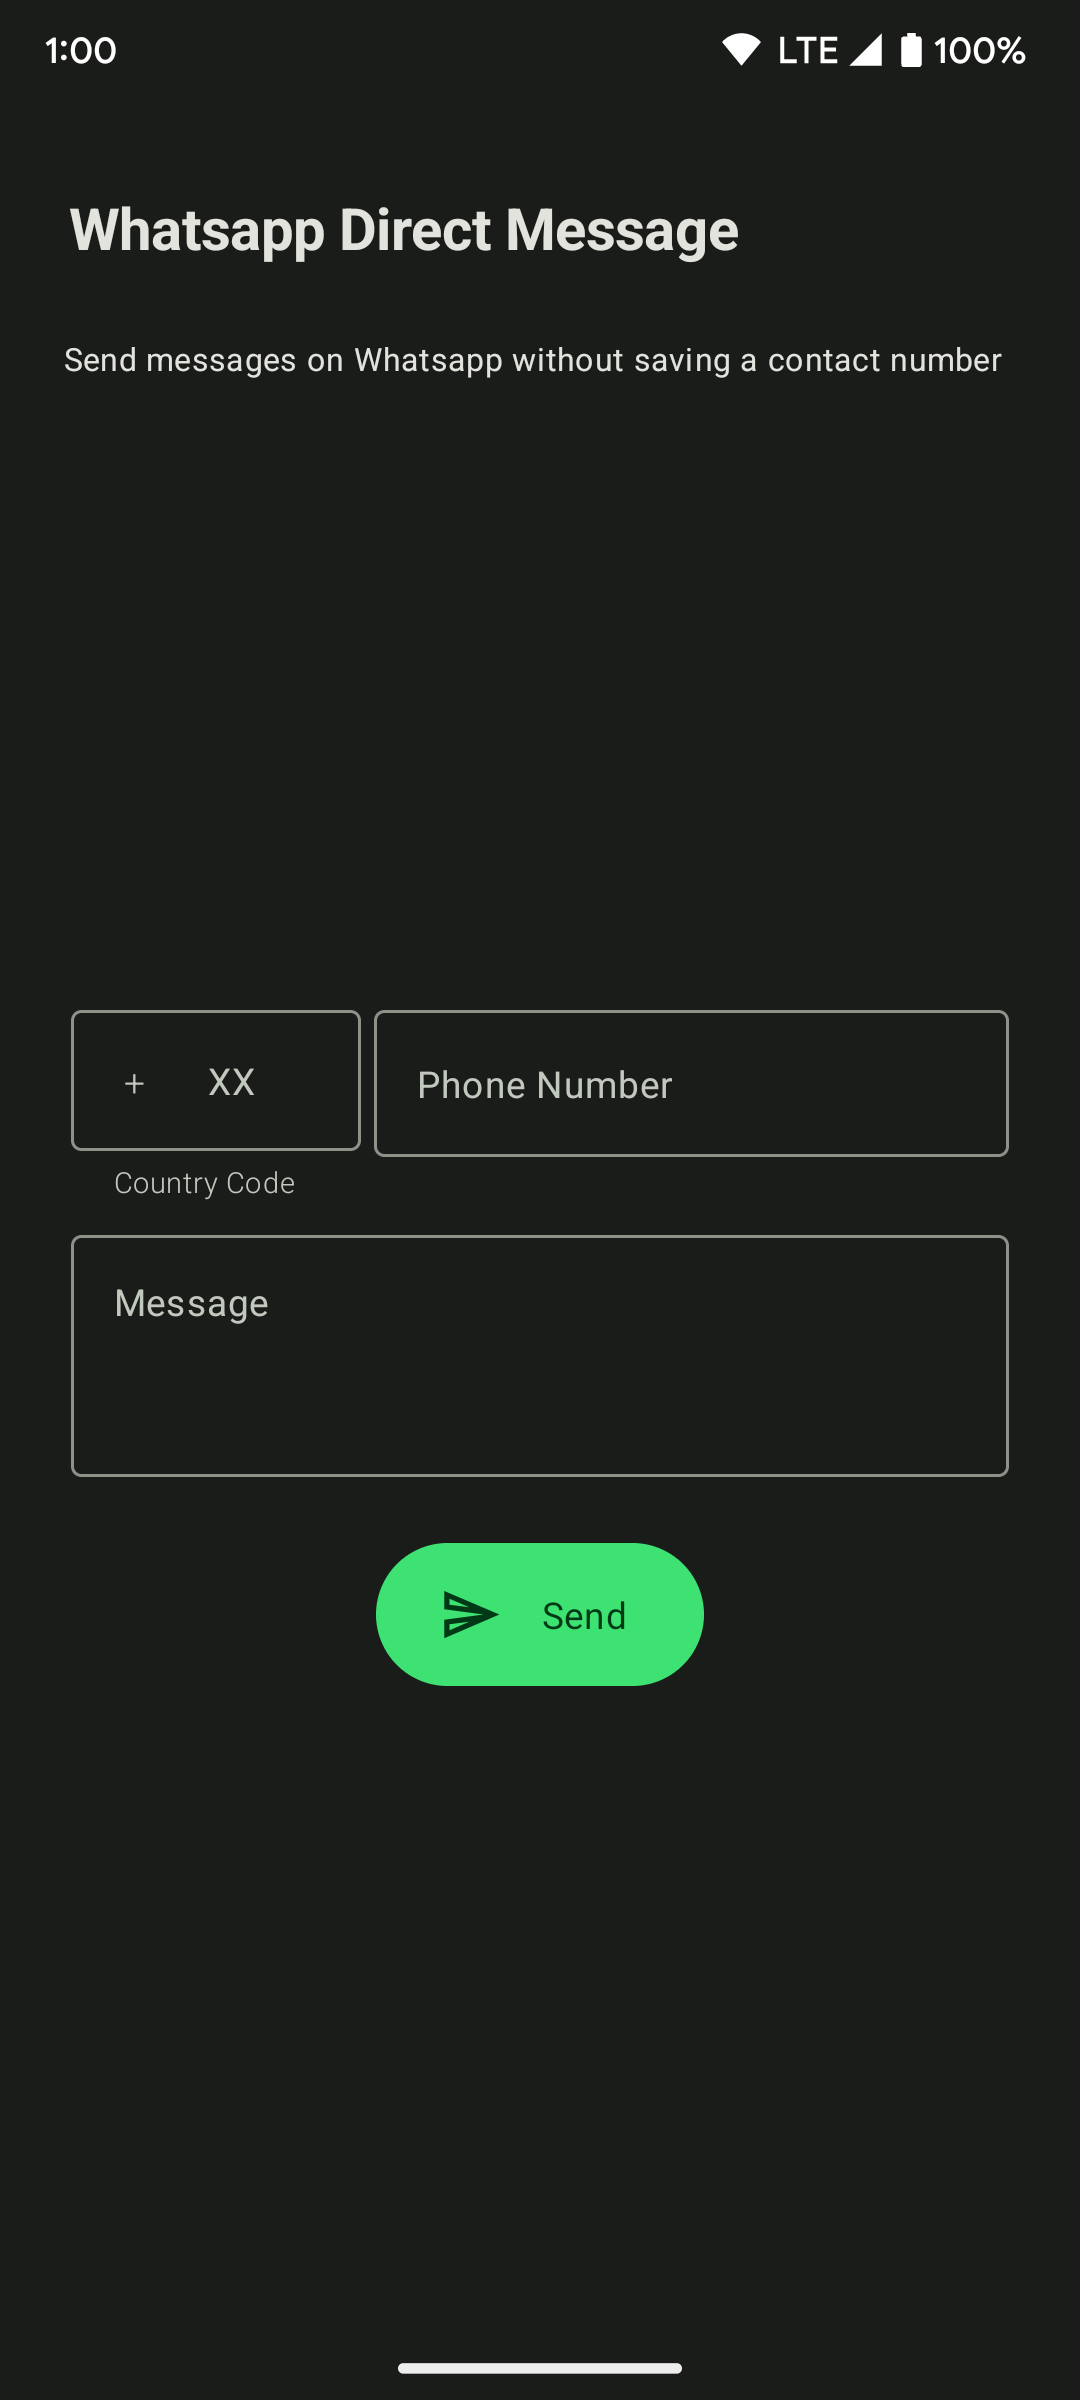 1:00 LTE 100%
Whatsapp Direct Message
Send messages on Whatsapp without saving a contact number
+ XX
Phone Number
Country Code
Message
Send